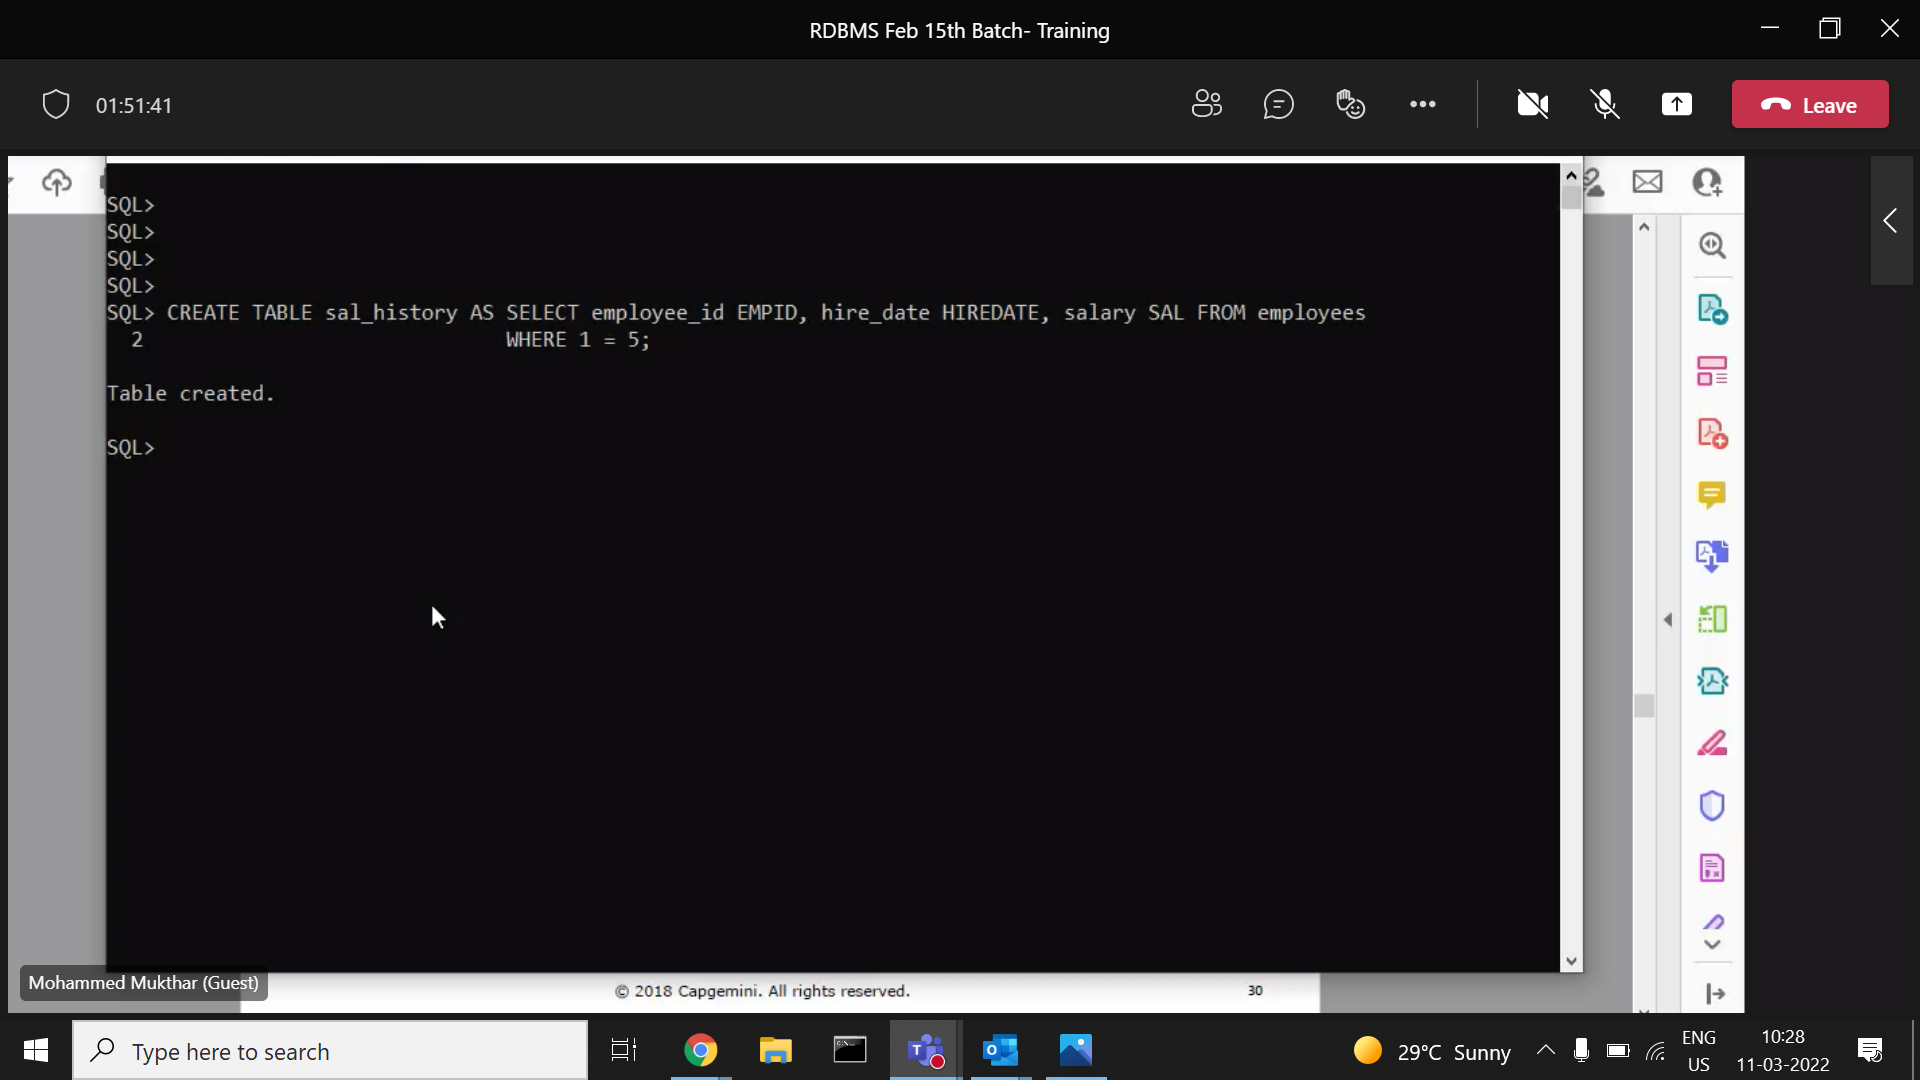 RDBMS Feb 15th Batch- Training
01:51:41
Leave
SQL>
SQL>
SQL>
SQL>
SQL> CREATE TABLE sal_history AS SELECT employee_id EMPID, hire_date HIREDATE, salary SAL FROM employees
2 WHERE 1 = 5;
Table created.
SQL>
Mohammed Mukthar (Guest)
© 2018 Capgemini. All rights reserved. 30
Type here to search
29°C Sunny
ENG
US
10:28
11-03-2022